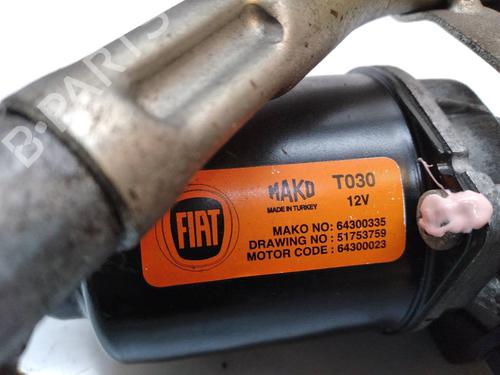 B-PARTS
MAKO T030
MADE IN TURKEY 12V
FIAT
MAKO NO: 64300335
DRAWING NO : 51753759
MOTOR CODE : 64300023